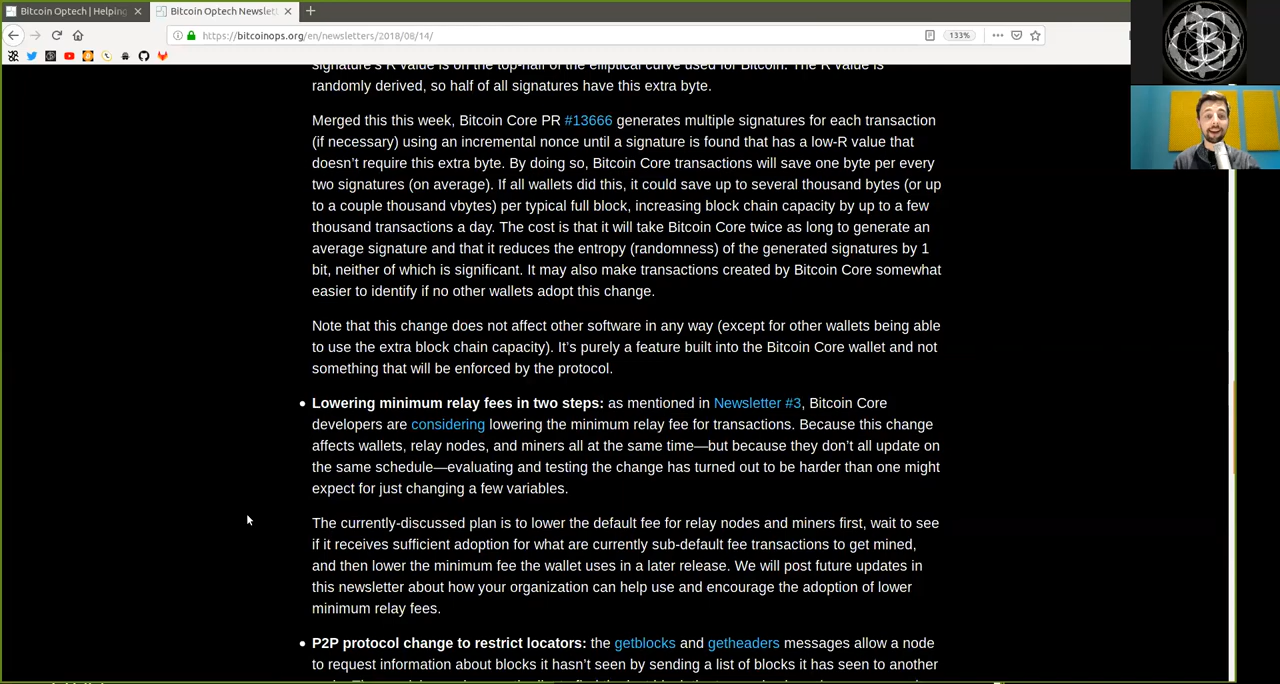 Bitcoin Optech | Helping
Bitcoin Optech Newslet
https://bitcoinops.org/en/newsletters/2018/08/14/
133%
signature's R value is on the top-half of the elliptical curve used for Bitcoin. The R value is
randomly derived, so half of all signatures have this extra byte.
Merged this this week, Bitcoin Core PR #13666 generates multiple signatures for each transaction
(if necessary) using an incremental nonce until a signature is found that has a low-R value that
doesn't require this extra byte. By doing so, Bitcoin Core transactions will save one byte per every
two signatures (on average). If all wallets did this, it could save up to several thousand bytes (or up
to a couple thousand vbytes) per typical full block, increasing block chain capacity by up to a few
thousand transactions a day. The cost is that it will take Bitcoin Core twice as long to generate an
average signature and that it reduces the entropy (randomness) of the generated signatures by 1
bit, neither of which is significant. It may also make transactions created by Bitcoin Core somewhat
easier to identify if no other wallets adopt this change.
Note that this change does not affect other software in any way (except for other wallets being able
to use the extra block chain capacity). It's purely a feature built into the Bitcoin Core wallet and not
something that will be enforced by the protocol.
Lowering minimum relay fees in two steps: as mentioned in Newsletter #3, Bitcoin Core
developers are considering lowering the minimum relay fee for transactions. Because this change
affects wallets, relay nodes, and miners all at the same time—but because they don't all update on
the same schedule—evaluating and testing the change has turned out to be harder than one might
expect for just changing a few variables.
The currently-discussed plan is to lower the default fee for relay nodes and miners first, wait to see
if it receives sufficient adoption for what are currently sub-default fee transactions to get mined,
and then lower the minimum fee the wallet uses in a later release. We will post future updates in
this newsletter about how your organization can help use and encourage the adoption of lower
minimum relay fees.
P2P protocol change to restrict locators: the getblocks and getheaders messages allow a node
to request information about blocks it hasn't seen by sending a list of blocks it has seen to another